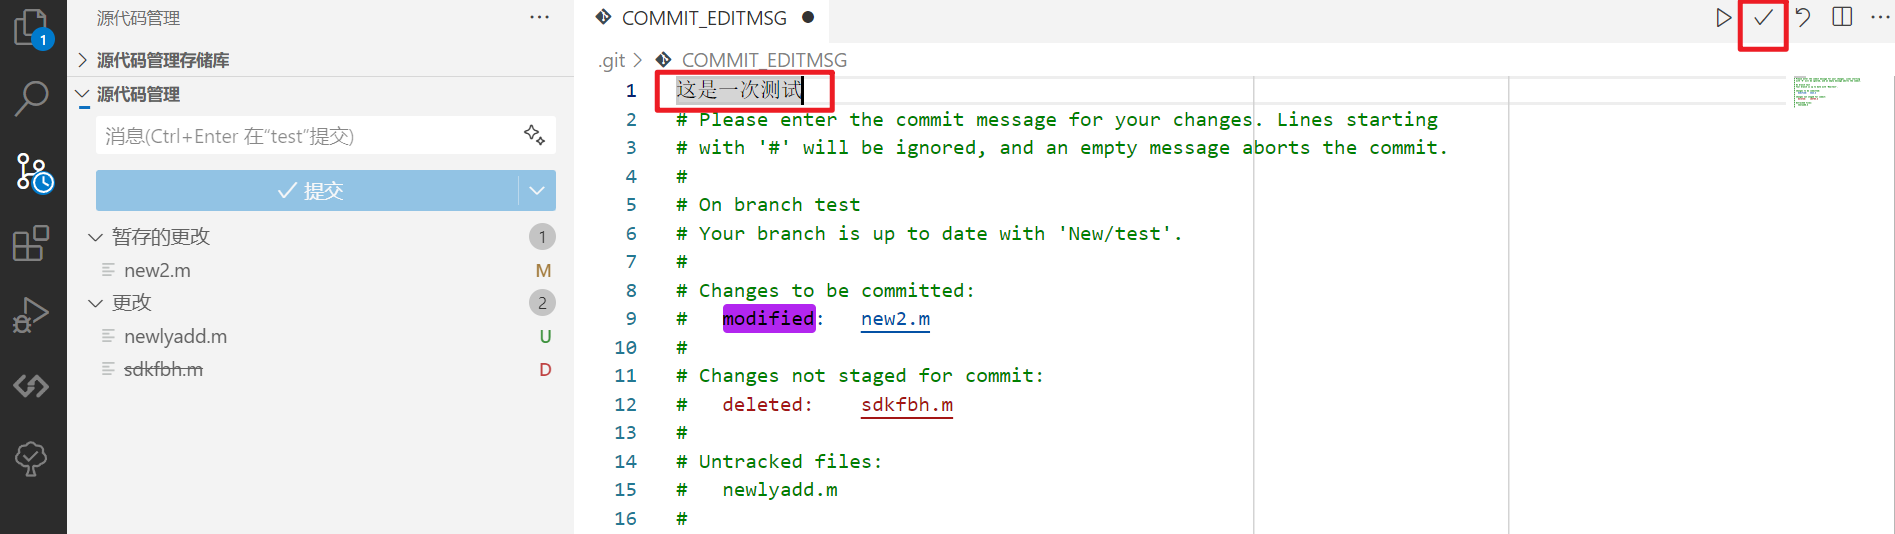 1
源代码管理
源代码管理存储库
源代码管理
消息(Ctrl+Enter 在“test”提交)
提交
暂存的更改 1
new2.m M
更改 2
newlyadd.m U
sdkfbh.m D
COMMIT_EDITMSG
.git > COMMIT_EDITMSG
1 这是一次测试
2 # Please enter the commit message for your changes. Lines starting
3 # with '#' will be ignored, and an empty message aborts the commit.
4 #
5 # On branch test
6 # Your branch is up to date with 'New/test'.
7 #
8 # Changes to be committed:
9 #   modified:   new2.m
10 #
11 # Changes not staged for commit:
12 #   deleted:    sdkfbh.m
13 #
14 # Untracked files:
15 #   newlyadd.m
16 #